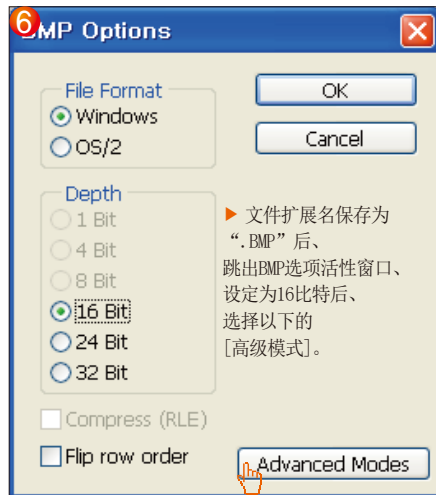 6
BMP Options
File Format
Windows
OS/2
OK
Cancel
Depth
1 Bit
4 Bit
8 Bit
16 Bit
24 Bit
32 Bit
▶ 文件扩展名保存为
“.BMP”后、
跳出BMP选项活性窗口、
设定为16比特后、
选择以下的
[高级模式]。
Compress (RLE)
Flip row order
Advanced Modes